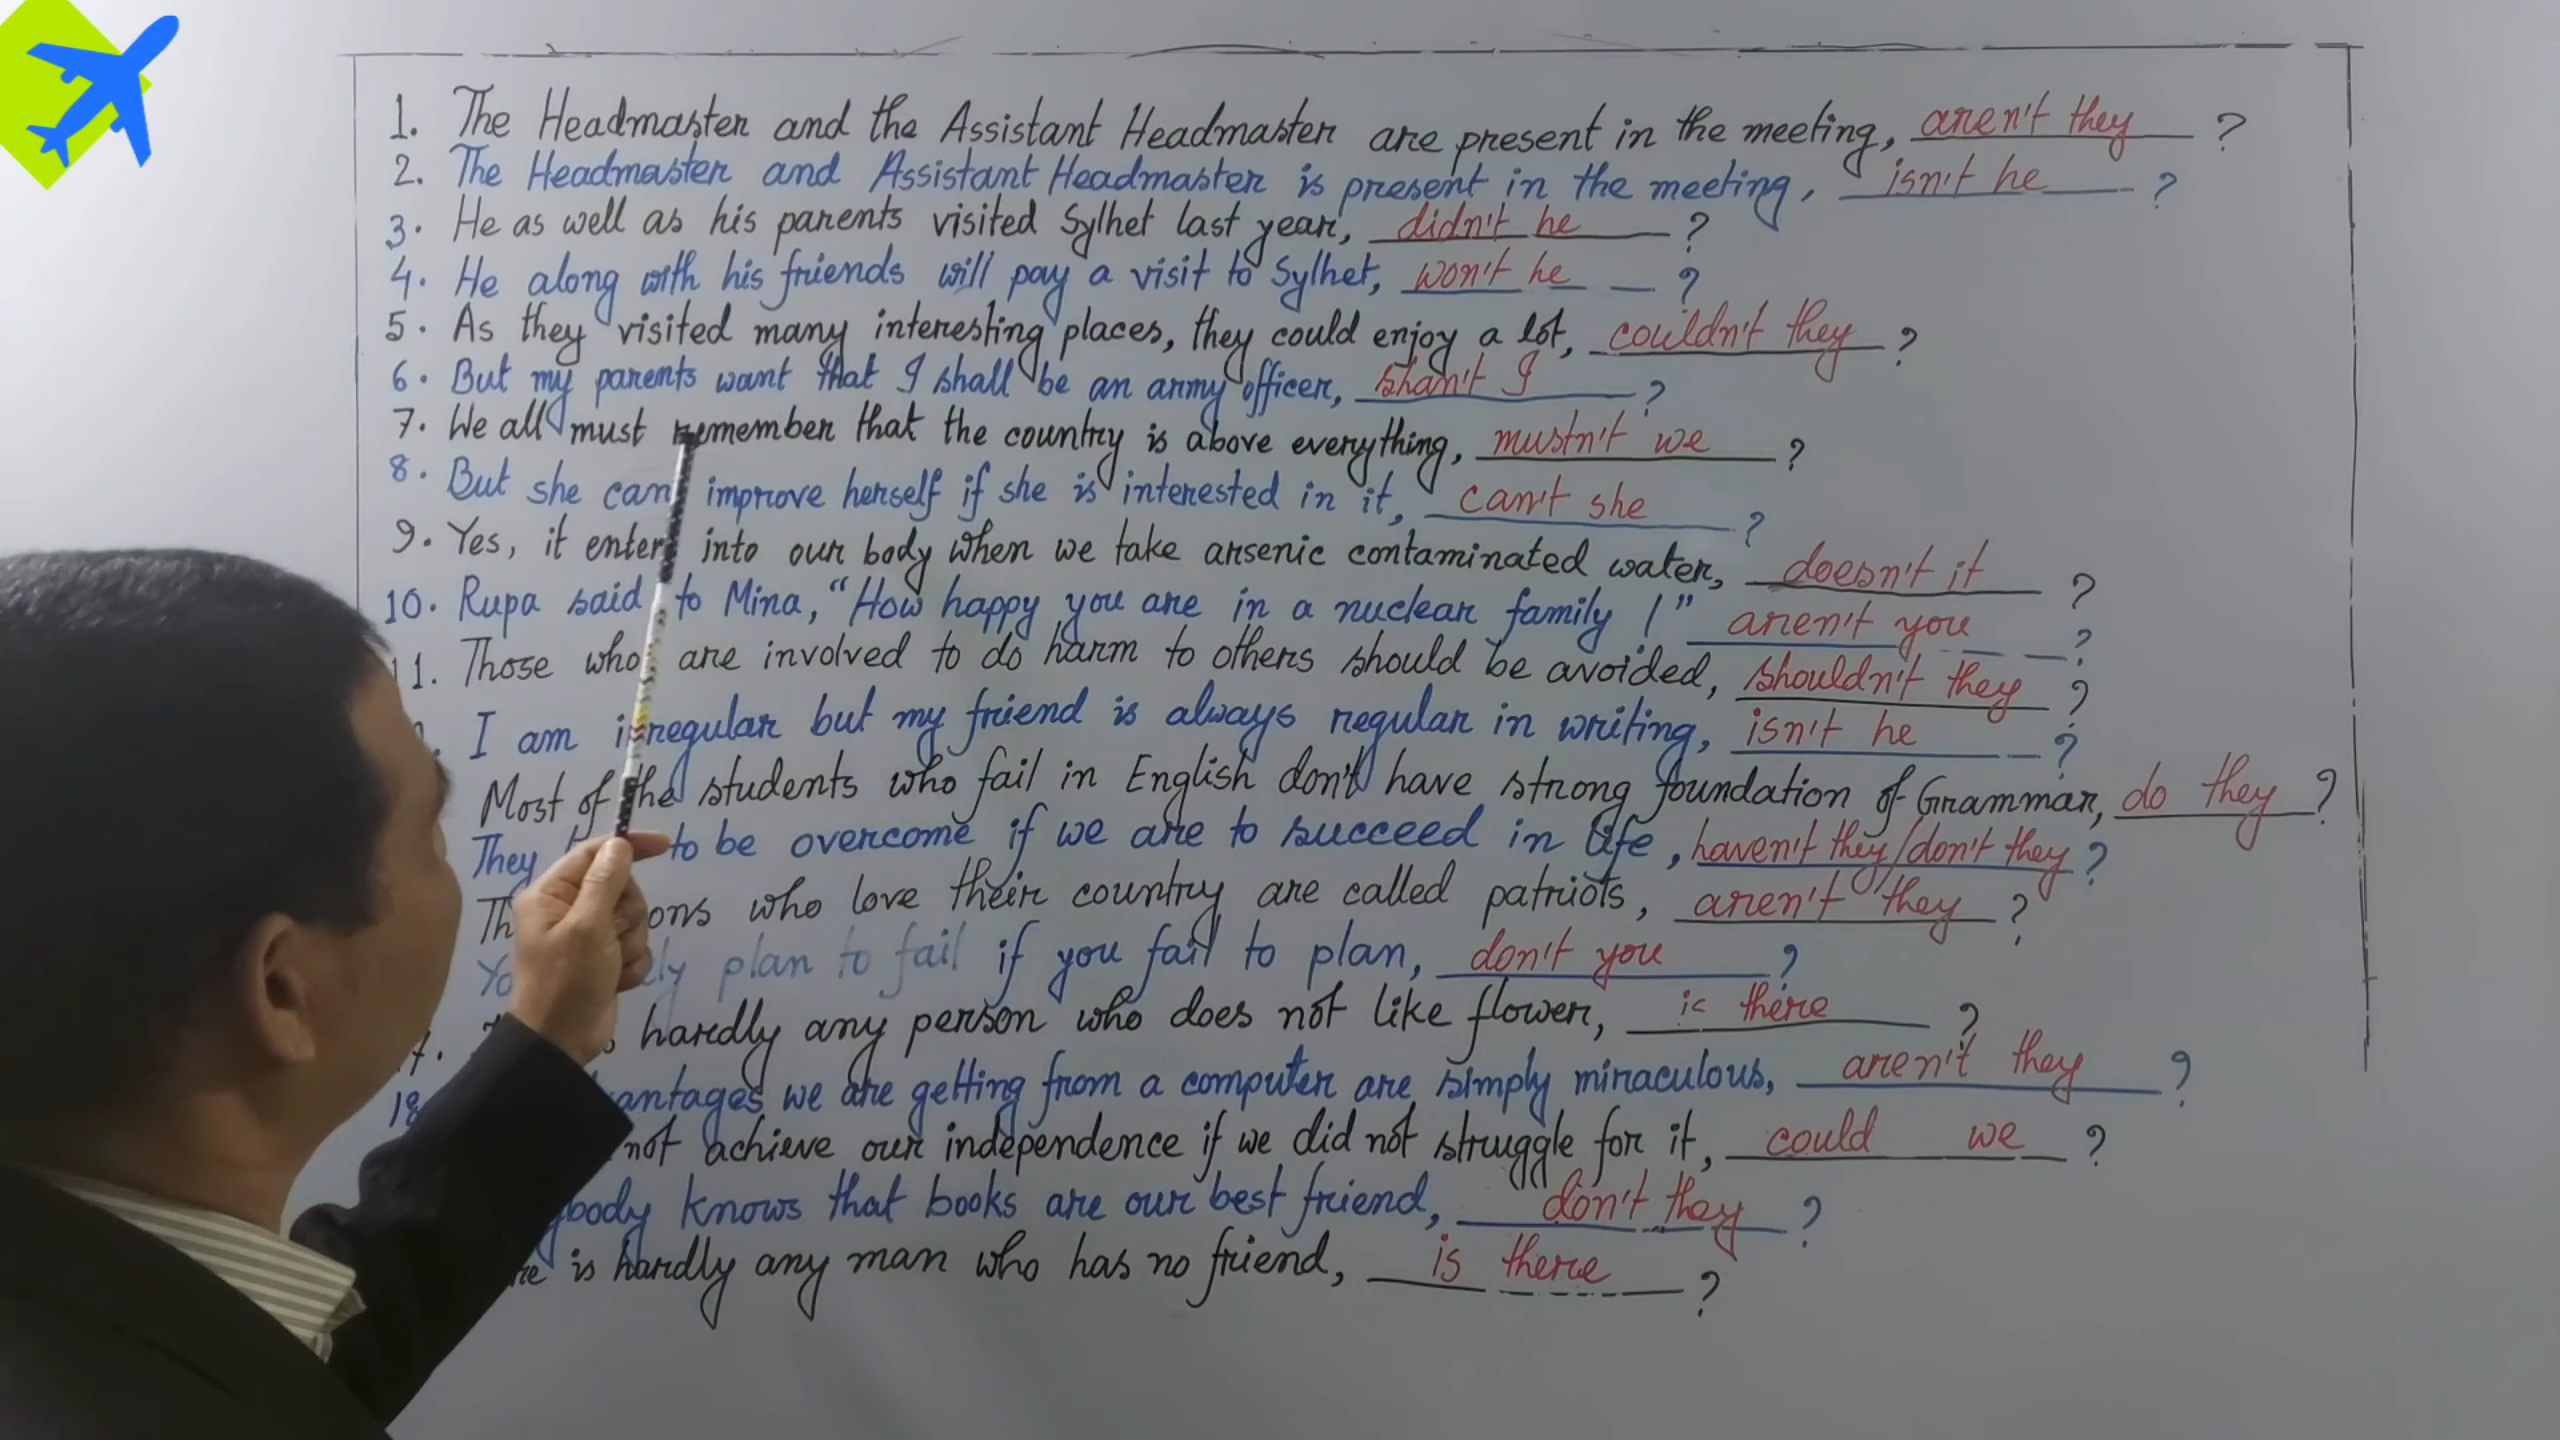 1. The Headmaster and the Assistant Headmaster are present in the meeting, aren't they ?
2. The Headmaster and Assistant Headmaster is present in the meeting, isn't he ?
3. He as well as his parents visited Sylhet last year, didn't he ?
4. He along with his friends will pay a visit to Sylhet, won't he ?
5. As they visited many interesting places, they could enjoy a lot, couldn't they ?
6. But my parents want that I shall be an army officer, shan't I ?
7. We all must remember that the country is above everything, mustn't we ?
8. But she can improve herself if she is interested in it, can't she ?
9. Yes, it enters into our body when we take arsenic contaminated water, doesn't it ?
10. Rupa said to Mina, "How happy you are in a nuclear family !" aren't you ?
11. Those who are involved to do harm to others should be avoided, shouldn't they ?
I am irregular but my friend is always regular in writing, isn't he ?
Most of the students who fail in English don't have strong foundation of Grammar, do they ?
They to be overcome if we are to succeed in life, haven't they/don't they ?
who love their country are called patriots, aren't they ?
plan to fail if you fail to plan, don't you ?
hardly any person who does not like flower, is there ?
18 we are getting from a computer are simply miraculous, aren't they ?
not achieve our independence if we did not struggle for it, could we ?
knows that books are our best friend, don't they ?
is hardly any man who has no friend, is there ?